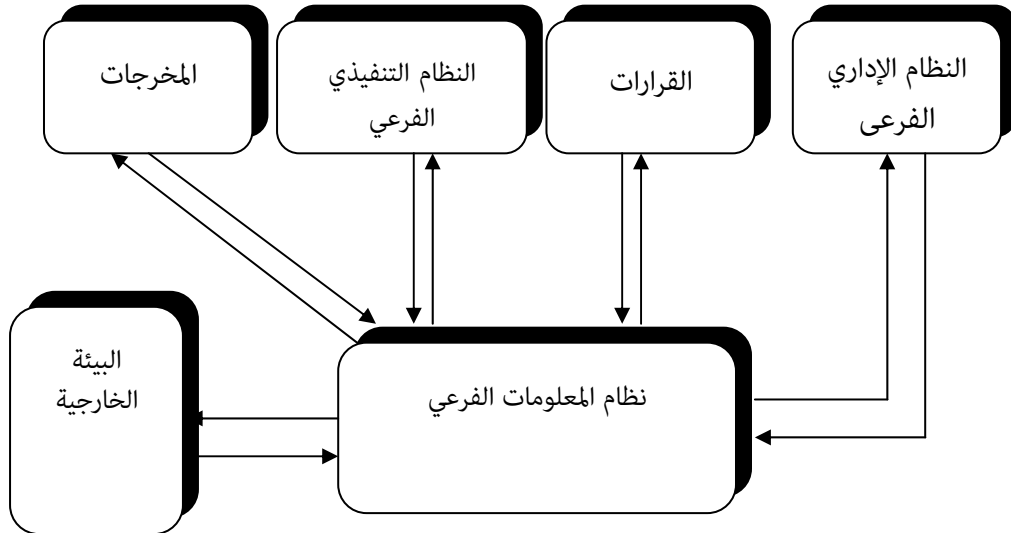 النظام الإداري
الفرعى
القرارات
النظام التنفيذي
الفرعي
المخرجات
البيئة
الخارجية
نظام المعلومات الفرعي